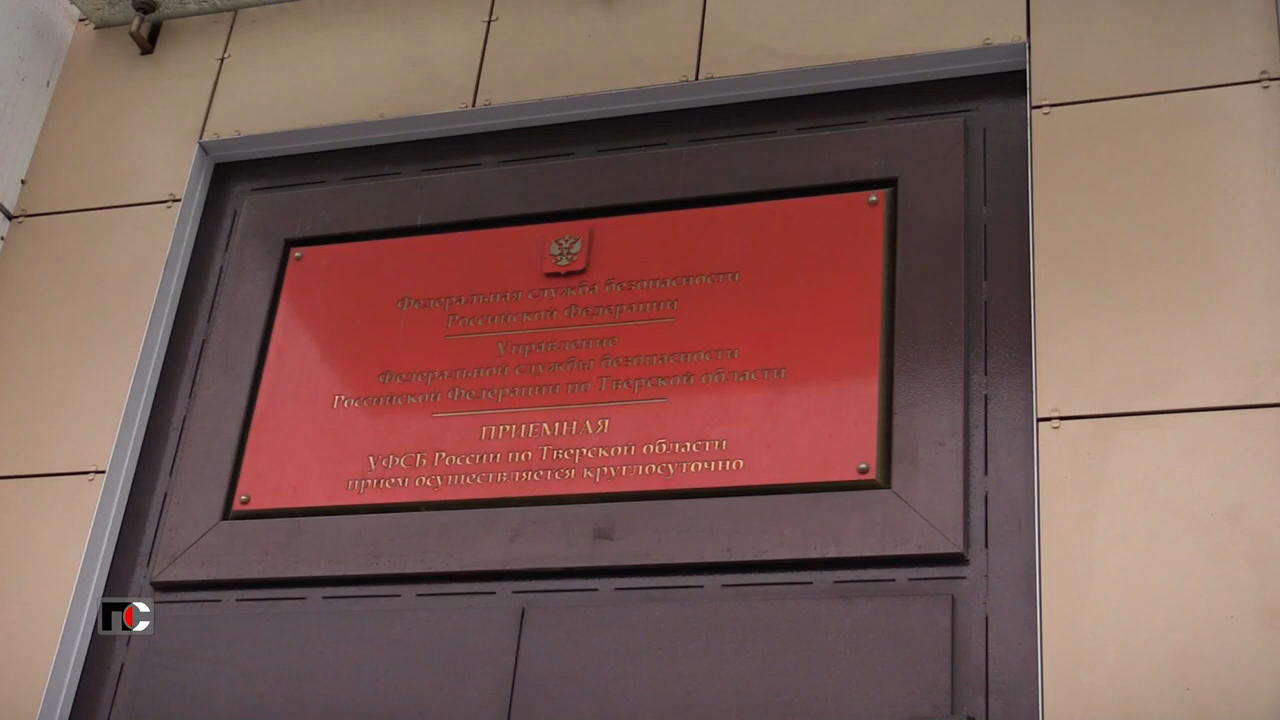 Федеральная служба безопасности
Российской Федерации
Управление
Федеральной службы безопасности
Российской Федерации по Тверской области
ПРИЕМНАЯ
УФСБ России по Тверской области
прием осуществляется круглосуточно
ПС